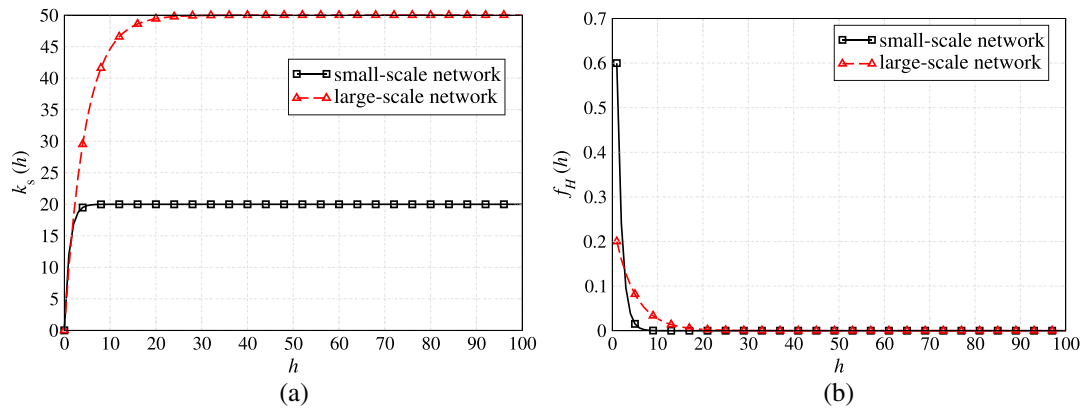 50
45
40
35
30
25
20
15
10
5
0
k_s (h)
small-scale network
large-scale network
0 10 20 30 40 50 60 70 80 90 100
h
(a)
0.7
0.6
0.5
0.4
0.3
0.2
0.1
0
f_H (h)
small-scale network
large-scale network
0 10 20 30 40 50 60 70 80 90 100
h
(b)